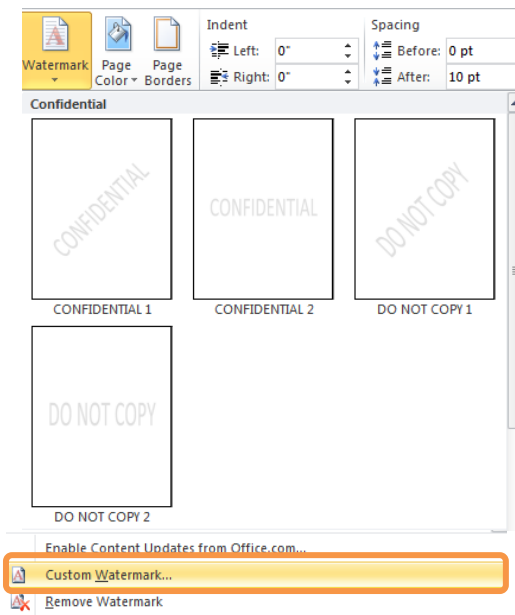 Indent Spacing
Watermark Page Color Page Borders Left: 0" Before: 0 pt
Right: 0" After: 10 pt
Confidential
CONFIDENTIAL CONFIDENTIAL DO NOT COPY
CONFIDENTIAL 1 CONFIDENTIAL 2 DO NOT COPY 1
DO NOT COPY
DO NOT COPY 2
Enable Content Updates from Office.com...
Custom Watermark...
Remove Watermark